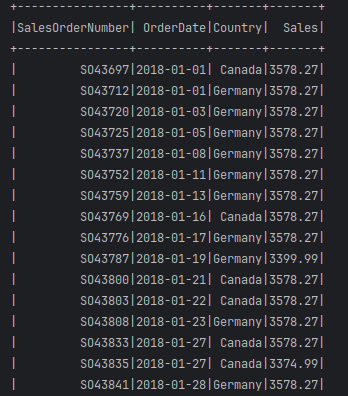 +----------------+----------+-------+-------+
|SalesOrderNumber| OrderDate|Country|  Sales|
+----------------+----------+-------+-------+
|         SO43697|2018-01-01| Canada|3578.27|
|         SO43712|2018-01-01|Germany|3578.27|
|         SO43720|2018-01-03|Germany|3578.27|
|         SO43725|2018-01-05|Germany|3578.27|
|         SO43737|2018-01-08|Germany|3578.27|
|         SO43752|2018-01-11|Germany|3578.27|
|         SO43759|2018-01-13|Germany|3578.27|
|         SO43769|2018-01-16| Canada|3578.27|
|         SO43776|2018-01-17|Germany|3578.27|
|         SO43787|2018-01-19|Germany|3399.99|
|         SO43800|2018-01-21| Canada|3578.27|
|         SO43803|2018-01-22| Canada|3578.27|
|         SO43808|2018-01-23|Germany|3578.27|
|         SO43833|2018-01-27| Canada|3578.27|
|         SO43835|2018-01-27| Canada|3374.99|
|         SO43841|2018-01-28|Germany|3578.27|